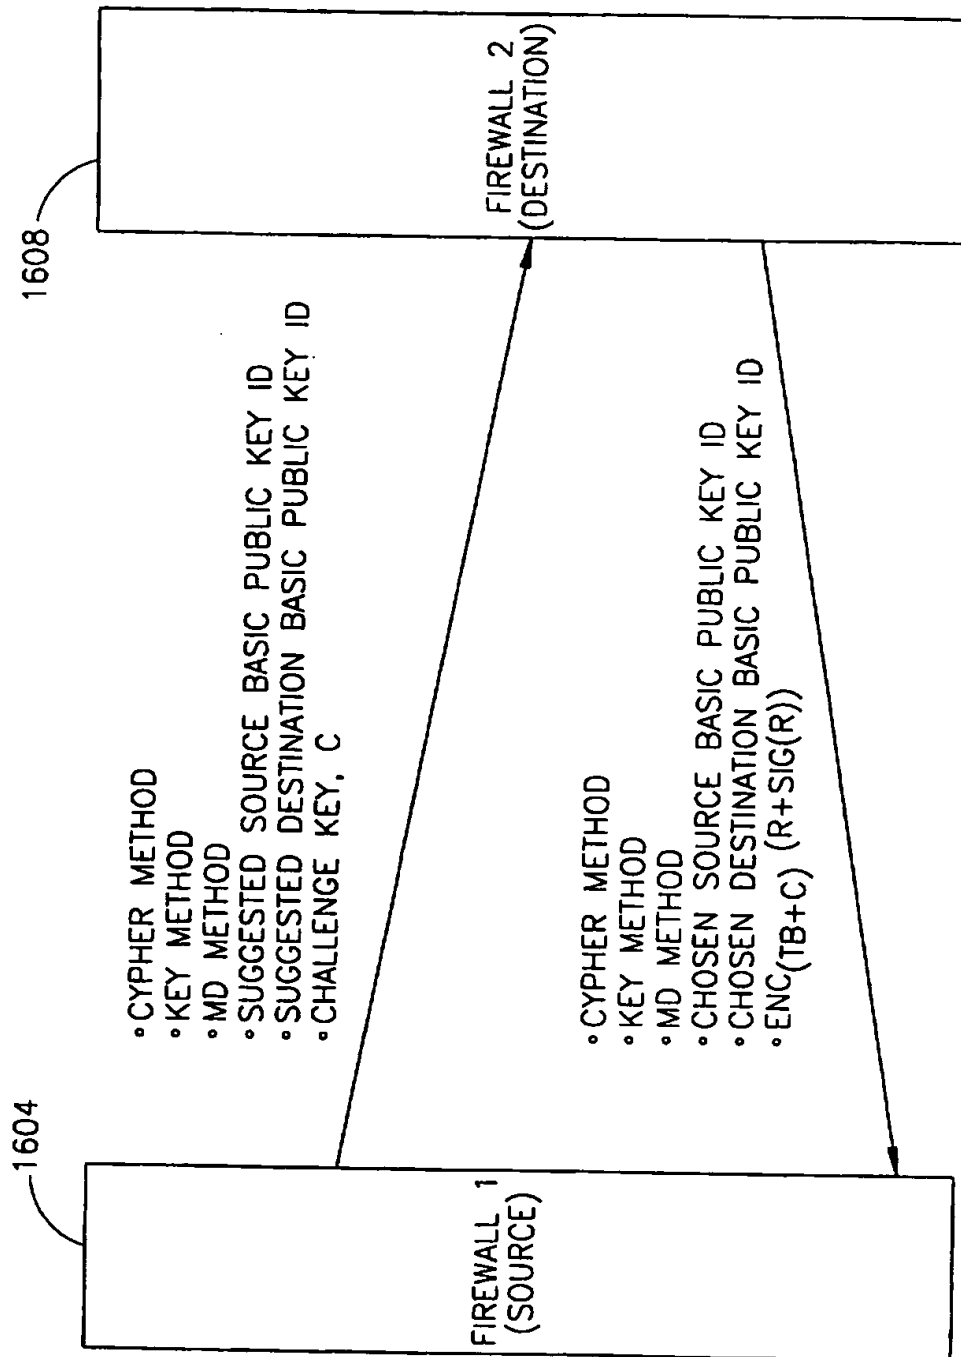 1604
FIREWALL 1
(SOURCE)
°CYPHER METHOD
°KEY METHOD
°MD METHOD
°SUGGESTED SOURCE BASIC PUBLIC KEY ID
°SUGGESTED DESTINATION BASIC PUBLIC KEY ID
°CHALLENGE KEY, C
°CYPHER METHOD
°KEY METHOD
°MD METHOD
°CHOSEN SOURCE BASIC PUBLIC KEY ID
°CHOSEN DESTINATION BASIC PUBLIC KEY ID
°ENC(TB+C) (R+SIG(R))
1608
FIREWALL 2
(DESTINATION)